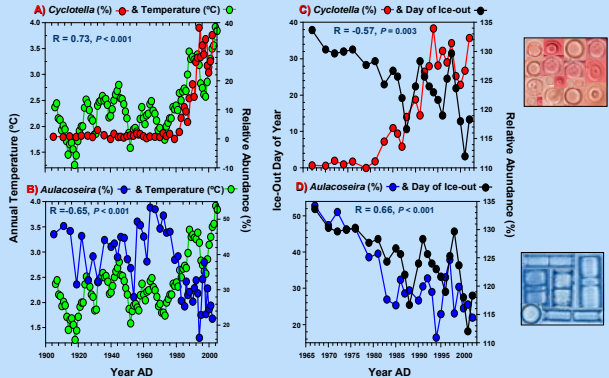 A) Cyclotella (%) & Temperature (ºC)
R = 0.73, P < 0.001
4.0
3.5
3.0
2.5
2.0
1.5
40
30
20
10
0
-10
Relative Abundance (%)
Annual Temperature (ºC)
B) Aulacoseira (%) & Temperature (ºC)
R =-0.65, P < 0.001
4.0
3.5
3.0
2.5
2.0
1.5
50
40
30
20
1900 1920 1940 1960 1980 2000
Year AD
C) Cyclotella (%) & Day of Ice-out
R = -0.57, P = 0.003
40
30
20
10
0
135
130
125
120
115
110
Ice-Out Day of Year
Relative Abundance (%)
D) Aulacoseira (%) & Day of Ice-out
R = 0.66, P < 0.001
50
40
30
20
135
130
125
120
115
110
1965 1970 1975 1980 1985 1990 1995 2000
Year AD